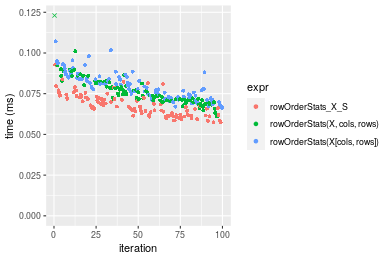 0.125
0.100
0.075
0.050
0.025
0.000
time (ms)
0
25
50
75
100
iteration
expr
rowOrderStats_X_S
rowOrderStats(X, cols, rows)
rowOrderStats(X[cols, rows])